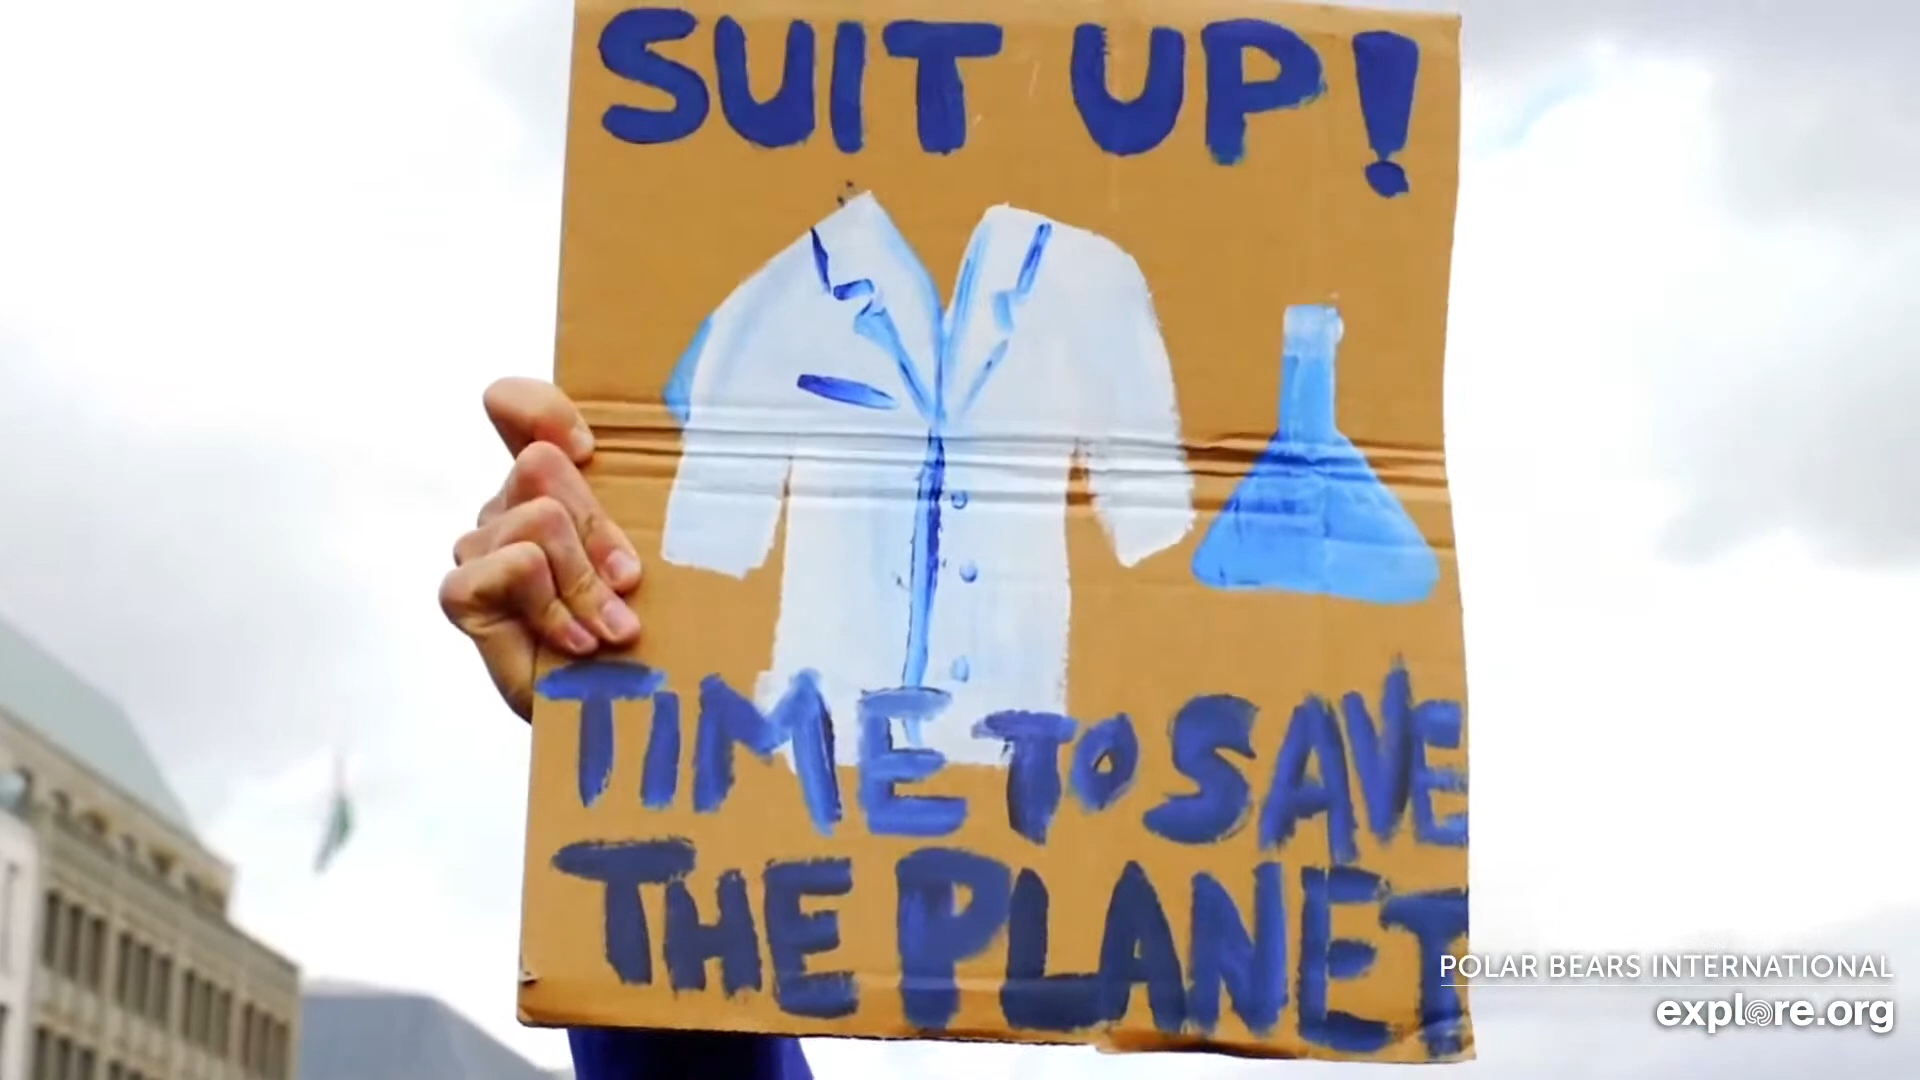 SUIT UP!
TIME TO SAVE
THE PLANET
POLAR BEARS INTERNATIONAL
explore.org